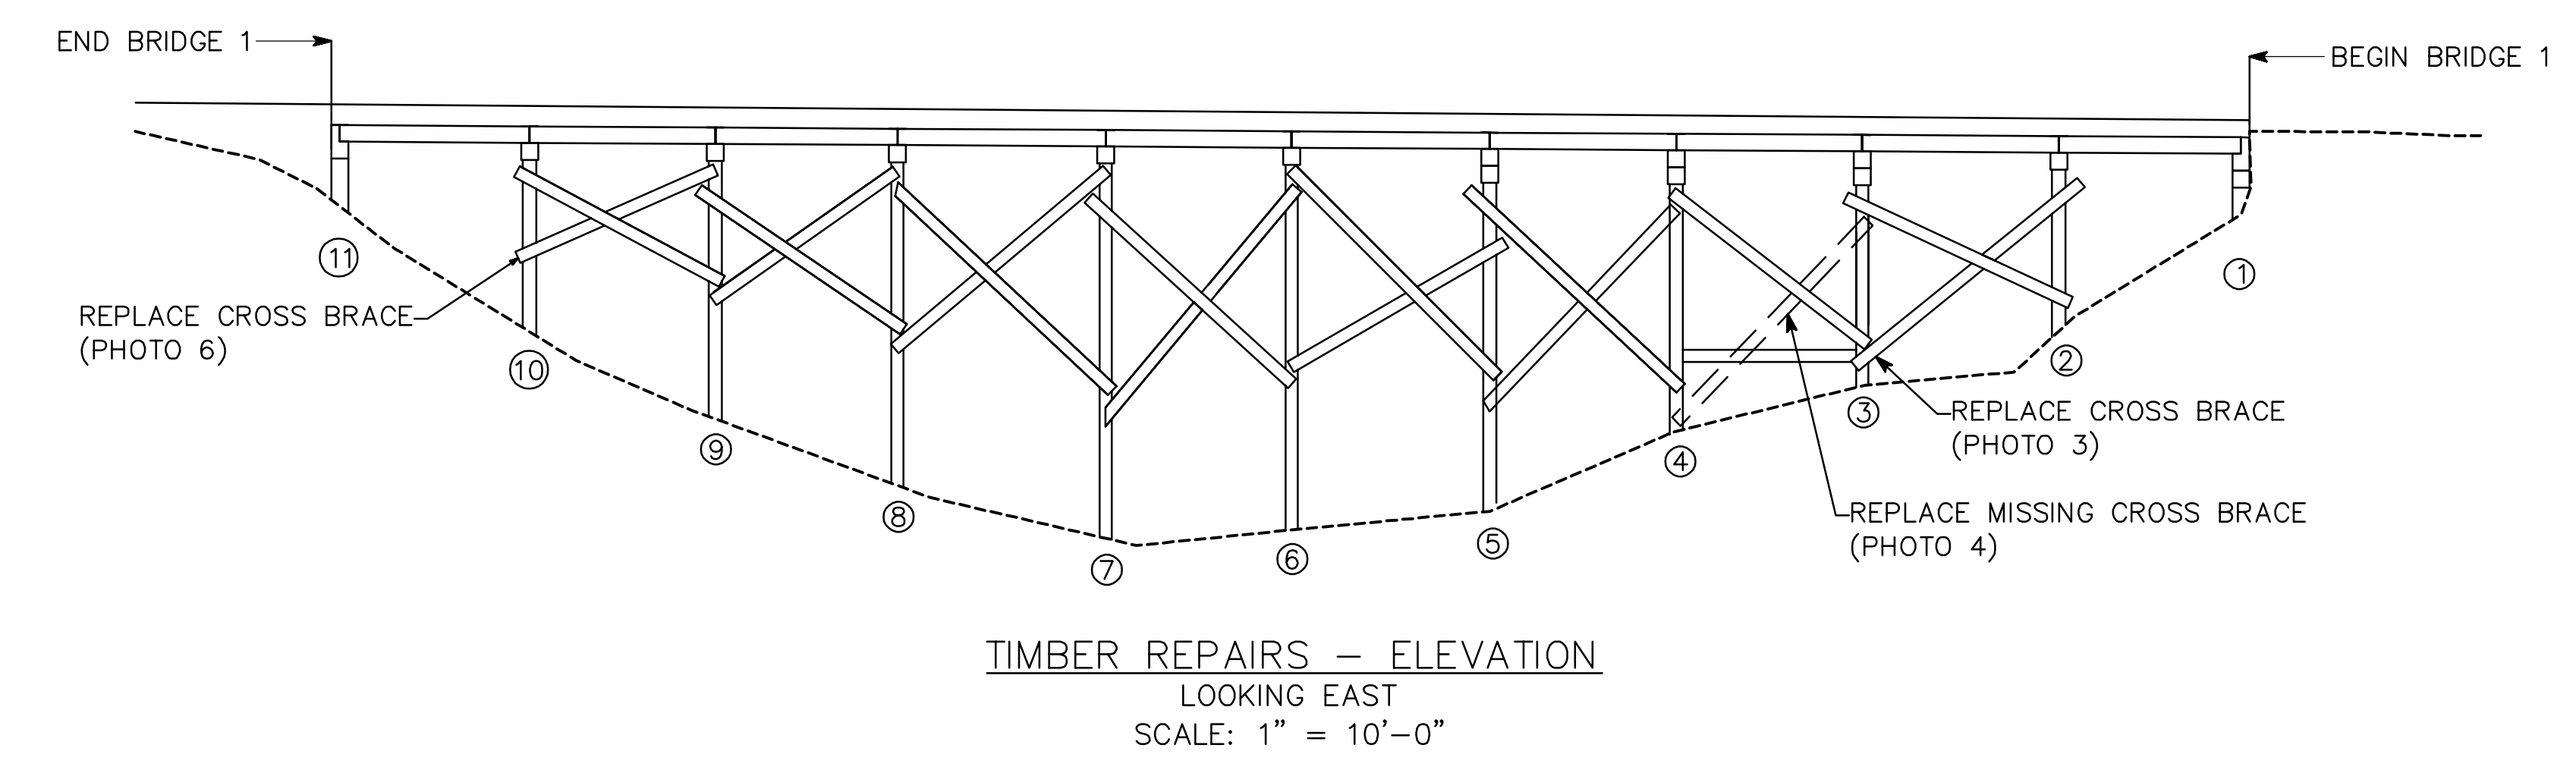 END BRIDGE 1
BEGIN BRIDGE 1
11
10
9
8
7
6
5
4
3
2
1
REPLACE CROSS BRACE
(PHOTO 6)
REPLACE CROSS BRACE
(PHOTO 3)
REPLACE MISSING CROSS BRACE
(PHOTO 4)
TIMBER REPAIRS – ELEVATION
LOOKING EAST
SCALE: 1” = 10’–0”